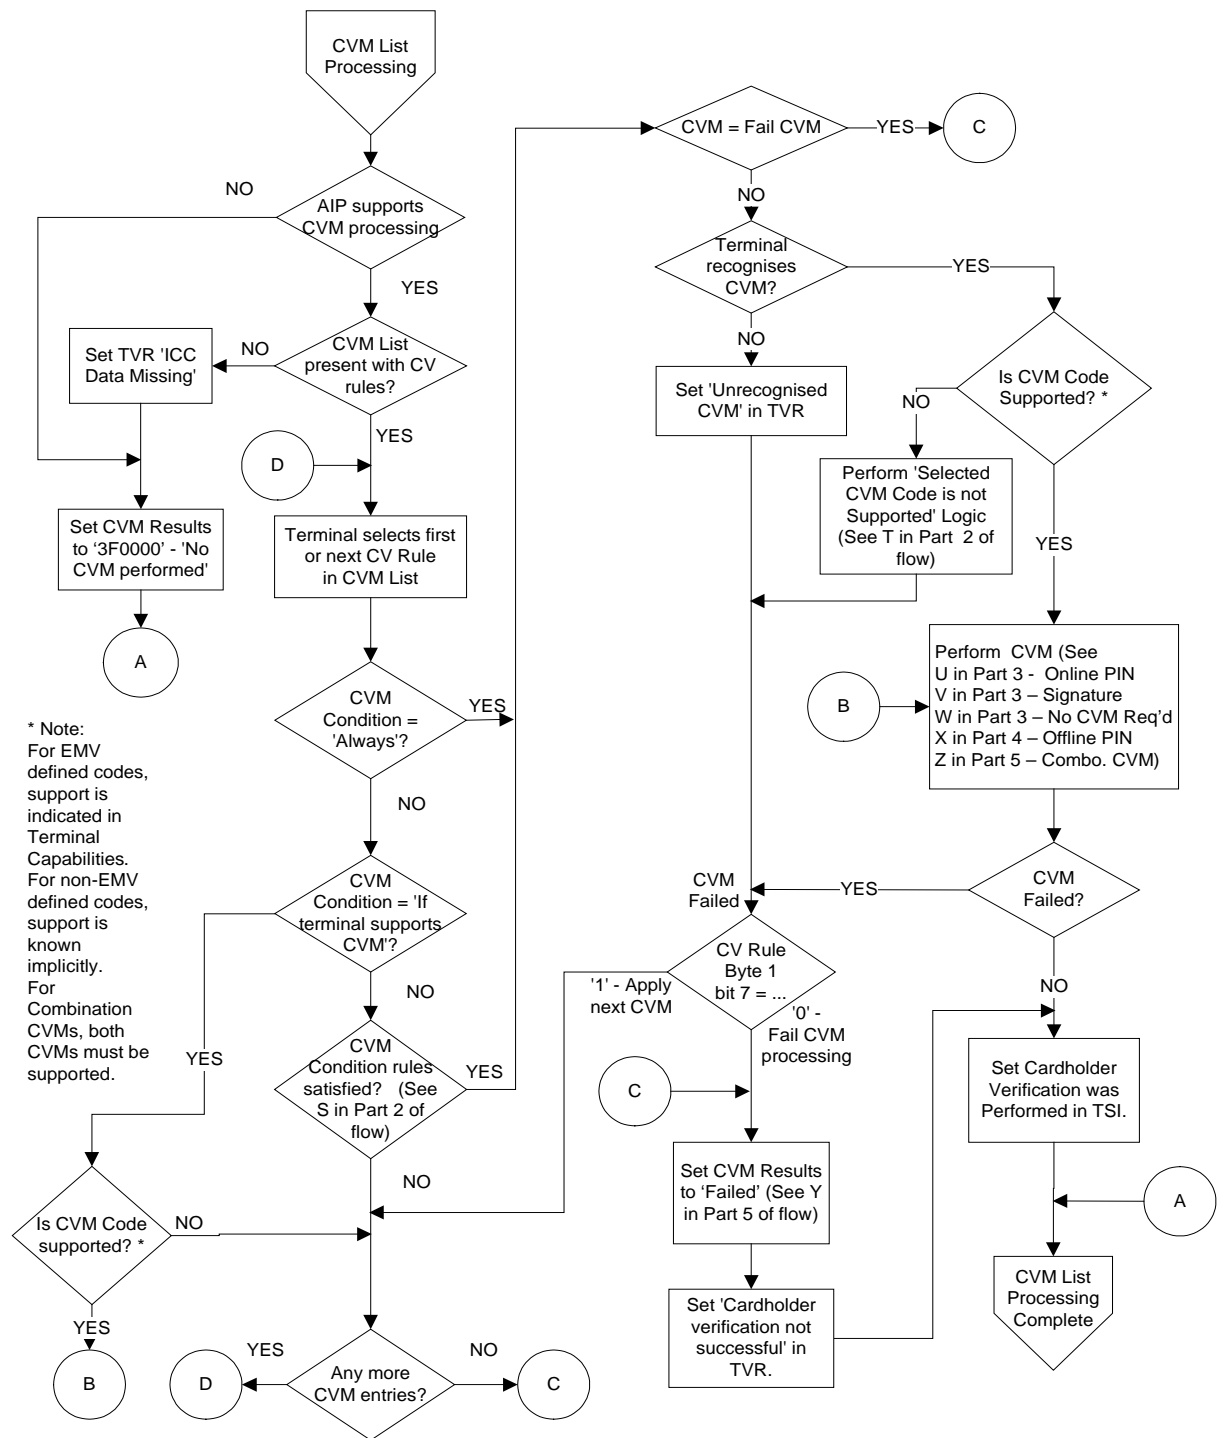 CVM List
Processing
NO
AIP supports
CVM processing
YES
Set TVR 'ICC
Data Missing'
NO
CVM List
present with CV
rules?
YES
D
Set CVM Results
to ‘3F0000’ - 'No
CVM performed'
Terminal selects first
or next CV Rule
in CVM List
A
CVM
Condition =
'Always'?
YES
NO
* Note:
For EMV
defined codes,
support is
indicated in
Terminal
Capabilities.
For non-EMV
defined codes,
support is
known
implicitly.
For
Combination
CVMs, both
CVMs must be
supported.
CVM
Condition = 'If
terminal supports
CVM'?
NO
YES
CVM
Condition rules
satisfied? (See
S in Part 2 of
flow)
YES
NO
Is CVM Code
supported? *
NO
YES
B
Any more
CVM entries?
YES
D
NO
C
CVM = Fail CVM
YES
C
NO
Terminal
recognises
CVM?
YES
NO
Set 'Unrecognised
CVM' in TVR
Is CVM Code
Supported? *
NO
Perform 'Selected
CVM Code is not
Supported' Logic
(See T in Part 2 of
flow)
YES
B
Perform CVM (See
U in Part 3 - Online PIN
V in Part 3 – Signature
W in Part 3 – No CVM Req'd
X in Part 4 – Offline PIN
Z in Part 5 – Combo. CVM)
CVM
Failed?
YES
CVM
Failed
NO
CV Rule
Byte 1
bit 7 = ...
'1' - Apply
next CVM
'0' -
Fail CVM
processing
C
Set CVM Results
to ‘Failed’ (See Y
in Part 5 of flow)
Set 'Cardholder
verification not
successful' in
TVR.
Set Cardholder
Verification was
Performed in TSI.
A
CVM List
Processing
Complete